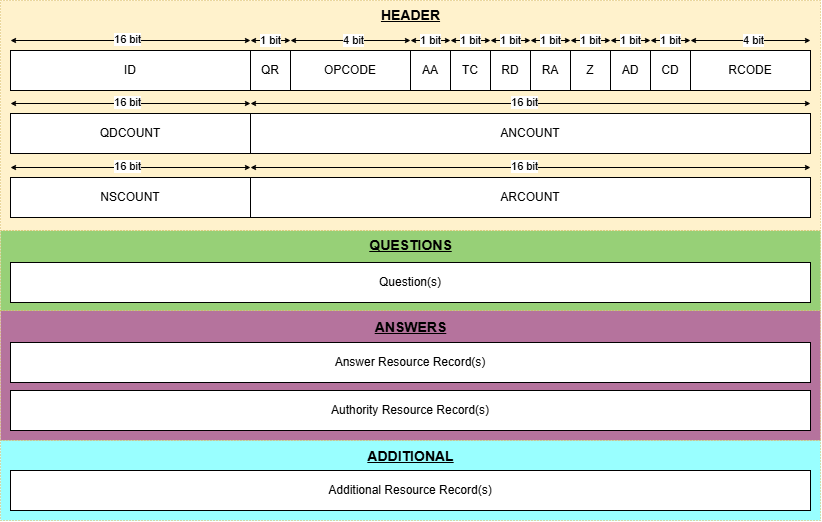 HEADER
16 bit 1 bit 4 bit 1 bit 1 bit 1 bit 1 bit 1 bit 1 bit 1 bit 4 bit
ID QR OPCODE AA TC RD RA Z AD CD RCODE
16 bit 16 bit
QDCOUNT ANCOUNT
16 bit 16 bit
NSCOUNT ARCOUNT
QUESTIONS
Question(s)
ANSWERS
Answer Resource Record(s)
Authority Resource Record(s)
ADDITIONAL
Additional Resource Record(s)